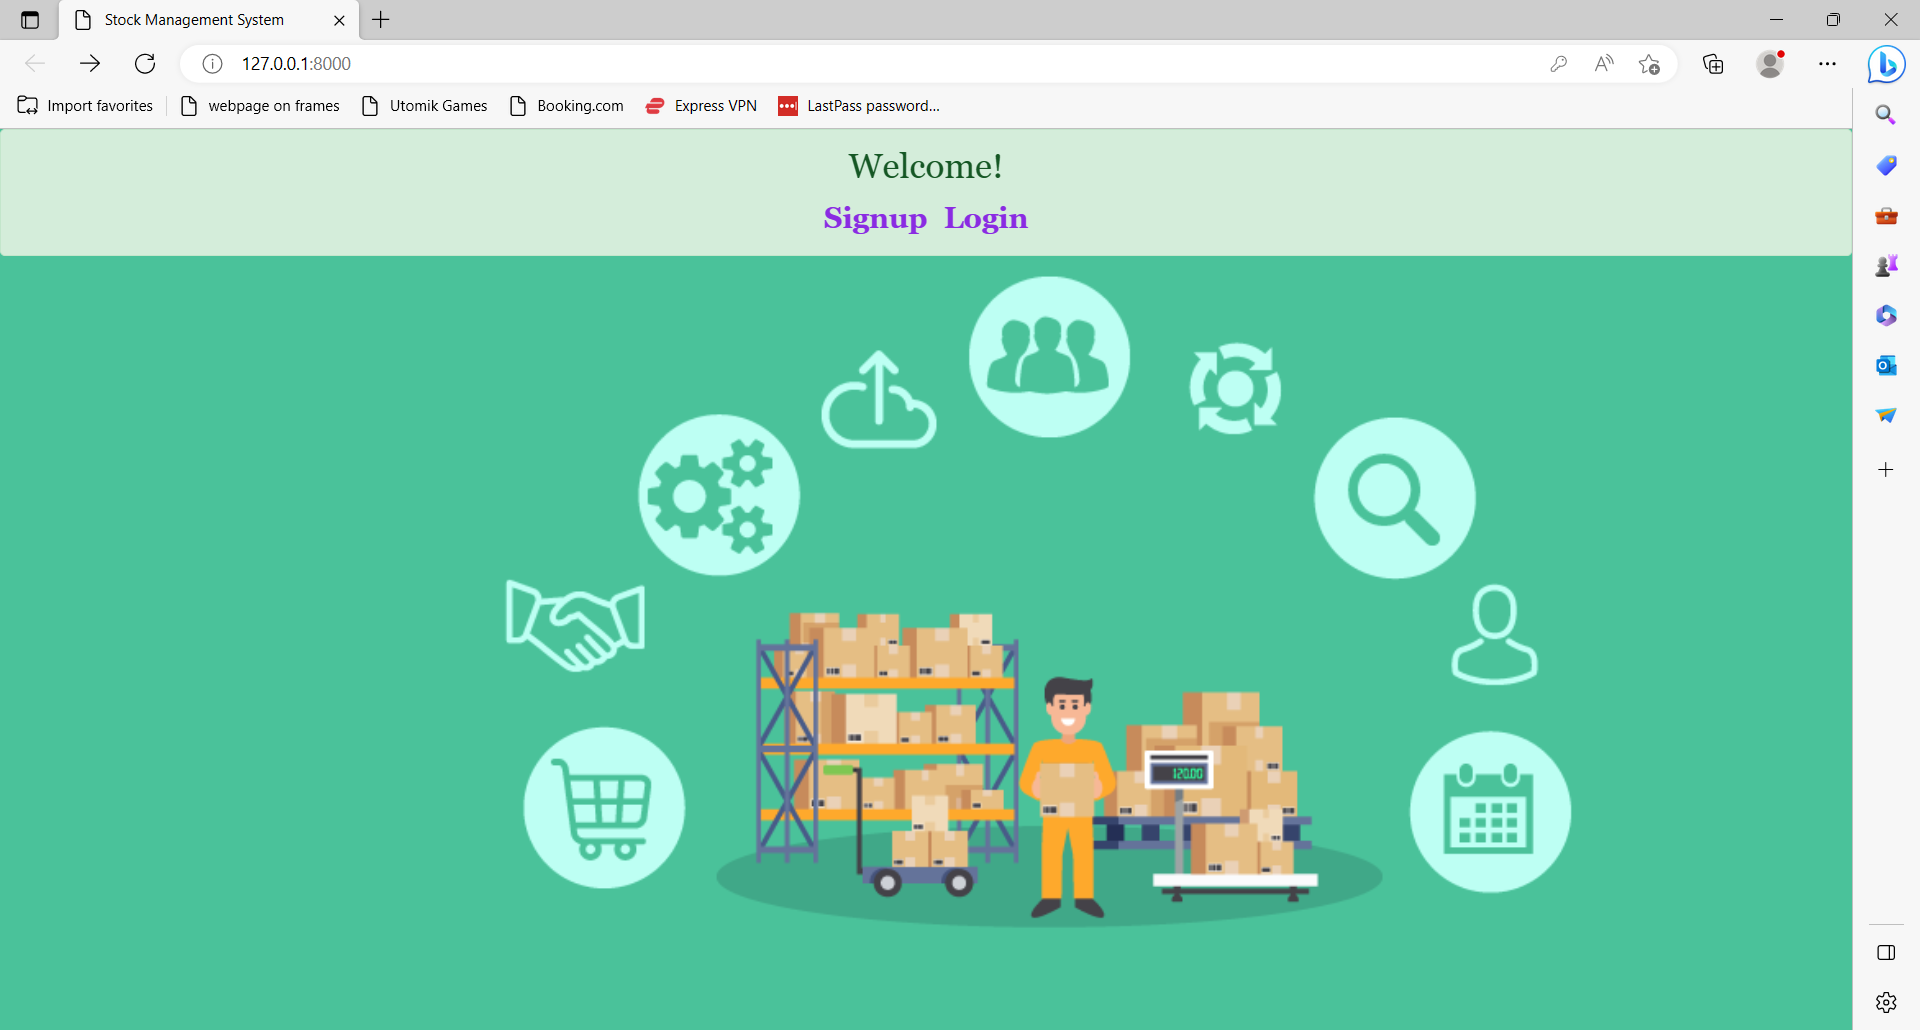 Stock Management System
127.0.0.1:8000
Import favorites webpage on frames Utomik Games Booking.com Express VPN LastPass password...
Welcome!
Signup Login
120.00